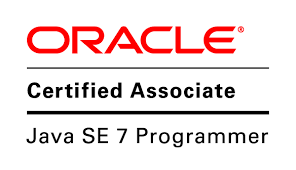 ORACLE®
Certified Associate
Java SE 7 Programmer